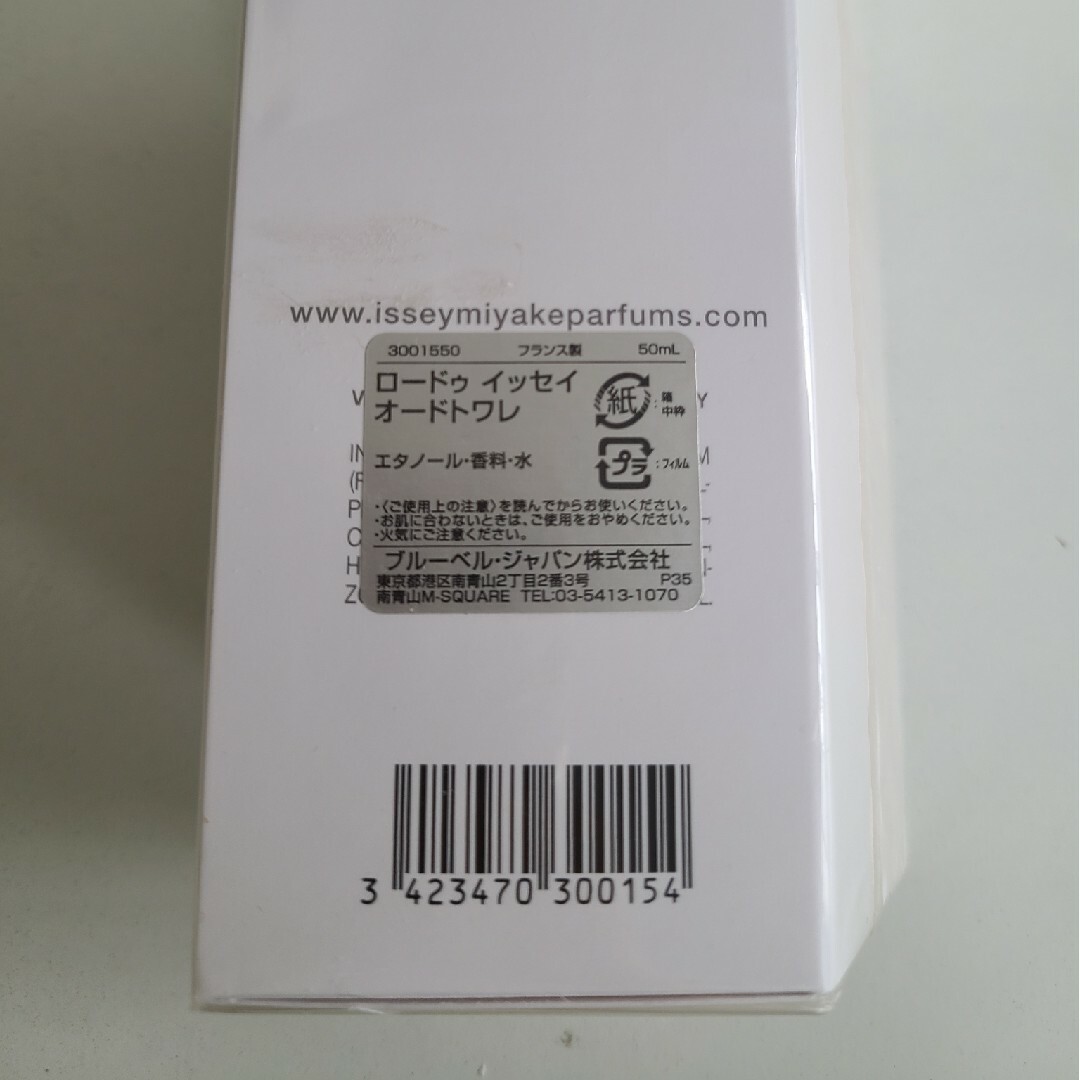 www.isseymiyakeparfums.com
3001550 フランス製 50mL
ロードゥ イッセイ
オードトワレ
紙 : 箱 中枠
エタノール・香料・水
プラ : フィルム
・〈ご使用上の注意〉を読んでからお使いください。
・お肌に合わないときは、ご使用をおやめください。
・火気にご注意ください。
ブルーベル・ジャパン株式会社
東京都港区南青山2丁目2番3号 P35
南青山M-SQUARE TEL:03-5413-1070
3 423470 300154